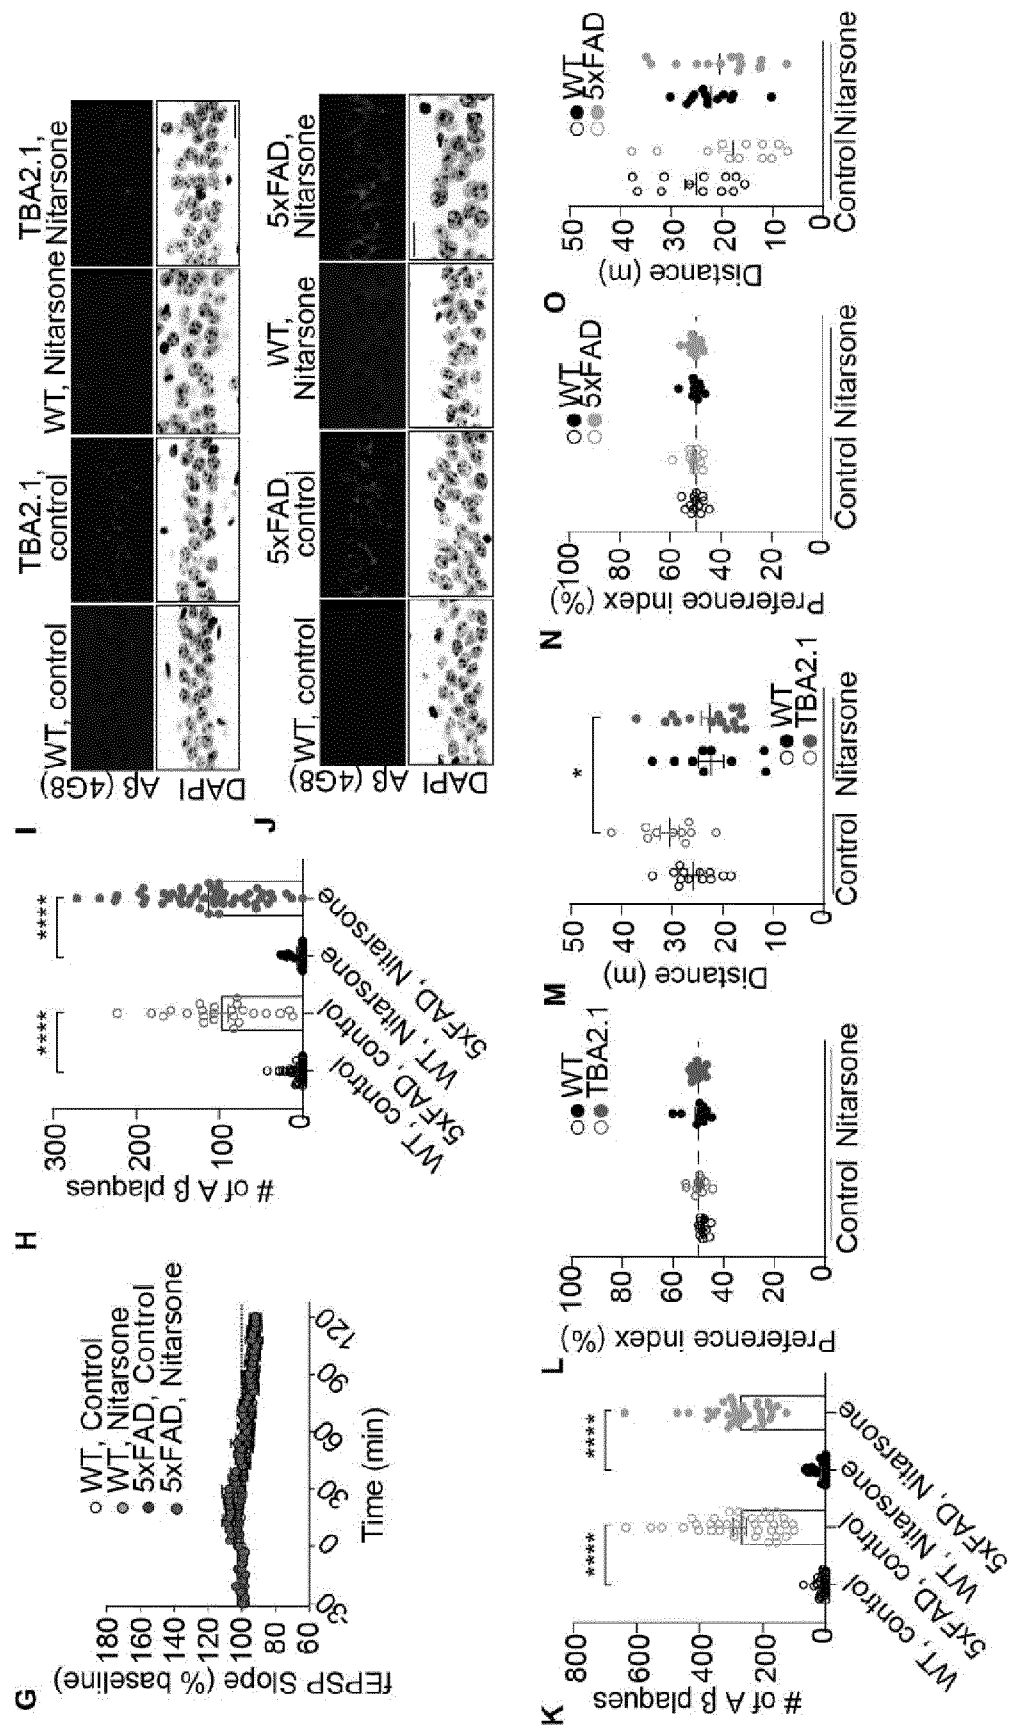 G
fEPSP Slope (% baseline)
180
160
140
120
100
80
60
-30
0
30
60
90
120
Time (min)
WT, Control
WT, Nitarsone
5xFAD, Control
5xFAD, Nitarsone
H
# of A β plaques
300
200
100
0
****
****
WT, control
5xFAD, control
WT, Nitarsone
5xFAD, Nitarsone
I
WT, control
TBA2.1, control
WT, Nitarsone
TBA2.1, Nitarsone
Aβ (4G8)
DAPI
J
WT, control
5xFAD, control
WT, Nitarsone
5xFAD, Nitarsone
Aβ (4G8)
DAPI
K
# of A β plaques
800
600
400
200
0
****
****
WT, control
5xFAD, control
WT, Nitarsone
5xFAD, Nitarsone
L
Preference index (%)
100
80
60
40
20
0
WT
TBA2.1
Control Nitarsone
M
Distance (m)
50
40
30
20
10
0
*
WT
TBA2.1
Control Nitarsone
N
Preference index (%)
100
80
60
40
20
0
WT
5xFAD
Control Nitarsone
O
Distance (m)
50
40
30
20
10
0
WT
5xFAD
Control Nitarsone